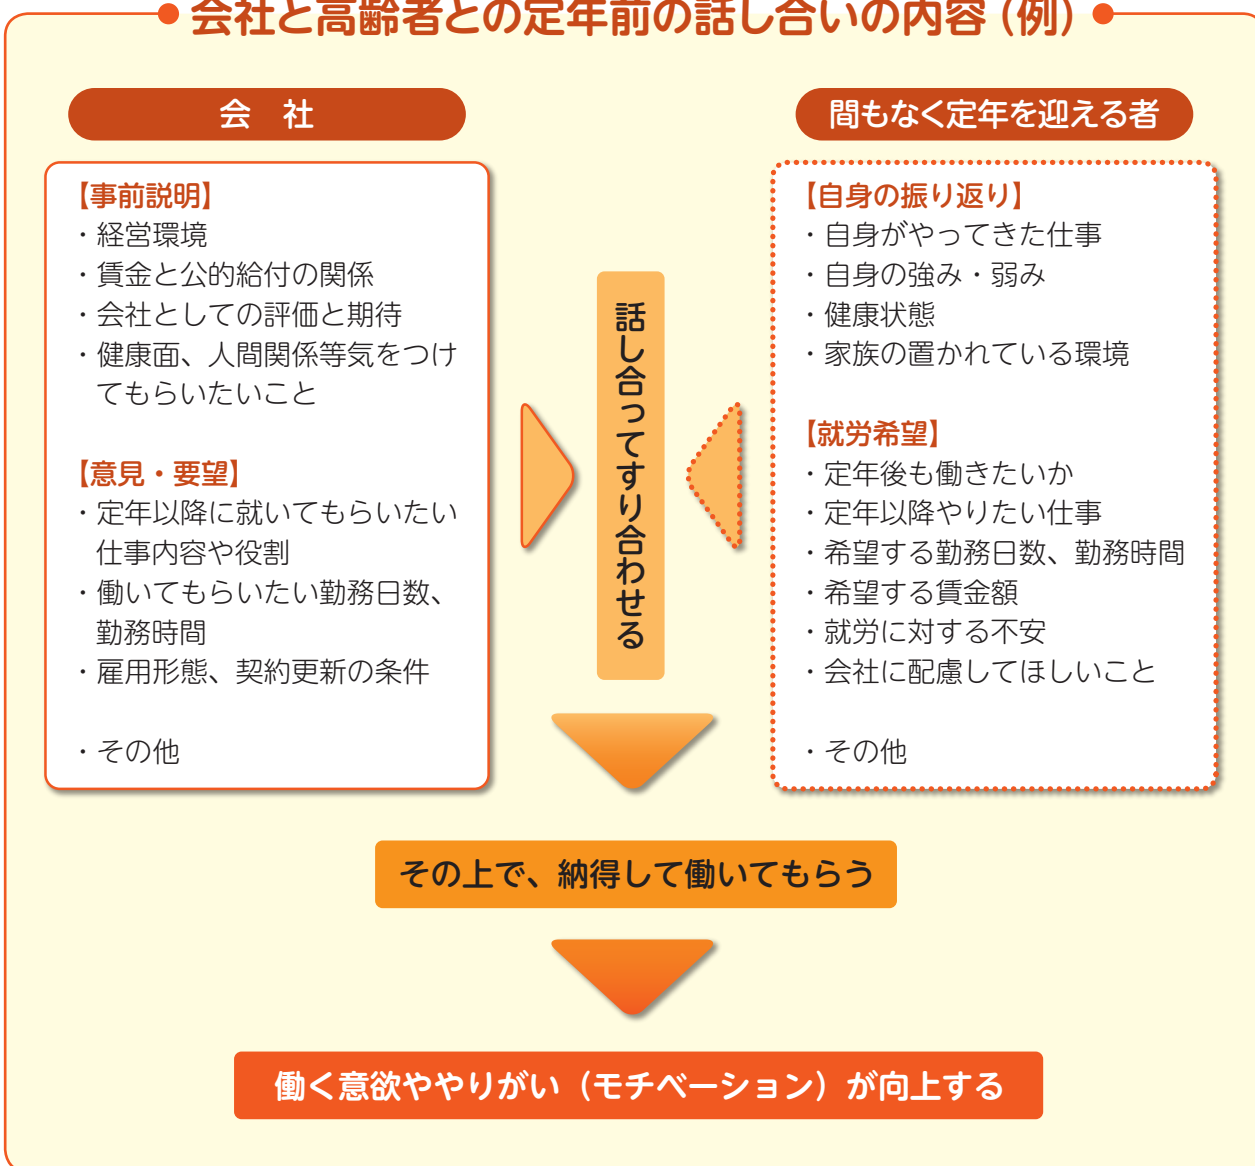 会社と高齢者との定年前の話し合いの内容（例）
会 社
【事前説明】
・経営環境
・賃金と公的給付の関係
・会社としての評価と期待
・健康面、人間関係等気をつけ
てもらいたいこと
【意見・要望】
・定年以降に就いてもらいたい
仕事内容や役割
・働いてもらいたい勤務日数、
勤務時間
・雇用形態、契約更新の条件
・その他
話し合ってすり合わせる
間もなく定年を迎える者
【自身の振り返り】
・自身がやってきた仕事
・自身の強み・弱み
・健康状態
・家族の置かれている環境
【就労希望】
・定年後も働きたいか
・定年以降やりたい仕事
・希望する勤務日数、勤務時間
・希望する賃金額
・就労に対する不安
・会社に配慮してほしいこと
・その他
その上で、納得して働いてもらう
働く意欲ややりがい（モチベーション）が向上する